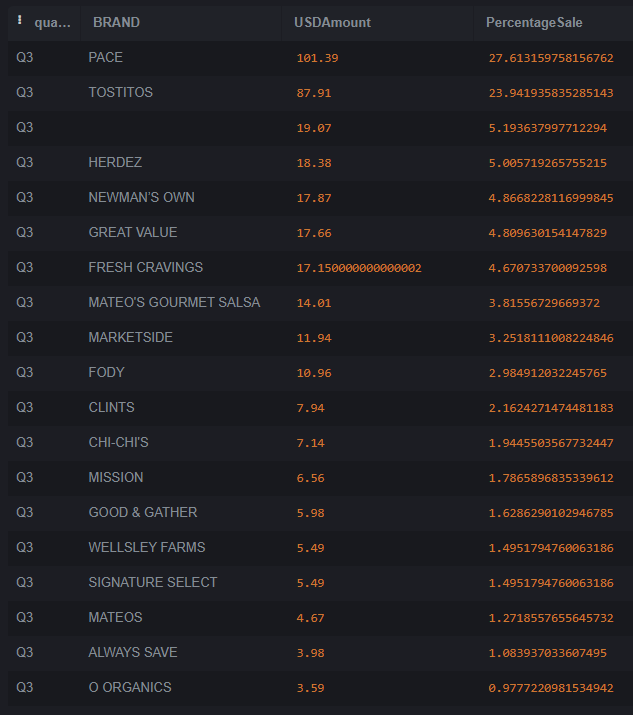 qua... BRAND USDAmount PercentageSale
Q3 PACE 101.39 27.613159758156762
Q3 TOSTITOS 87.91 23.941935835285143
Q3 19.07 5.193637997712294
Q3 HERDEZ 18.38 5.005719265755215
Q3 NEWMAN'S OWN 17.87 4.8668228116999845
Q3 GREAT VALUE 17.66 4.809630154147829
Q3 FRESH CRAVINGS 17.150000000000002 4.670733700092598
Q3 MATEO'S GOURMET SALSA 14.01 3.81556729669372
Q3 MARKETSIDE 11.94 3.2518111008224846
Q3 FODY 10.96 2.984912032245765
Q3 CLINTS 7.94 2.1624271474481183
Q3 CHI-CHI'S 7.14 1.9445503567732447
Q3 MISSION 6.56 1.7865896835339612
Q3 GOOD & GATHER 5.98 1.6286290102946785
Q3 WELLSLEY FARMS 5.49 1.4951794760063186
Q3 SIGNATURE SELECT 5.49 1.4951794760063186
Q3 MATEOS 4.67 1.2718557655645732
Q3 ALWAYS SAVE 3.98 1.083937033607495
Q3 O ORGANICS 3.59 0.9777220981534942